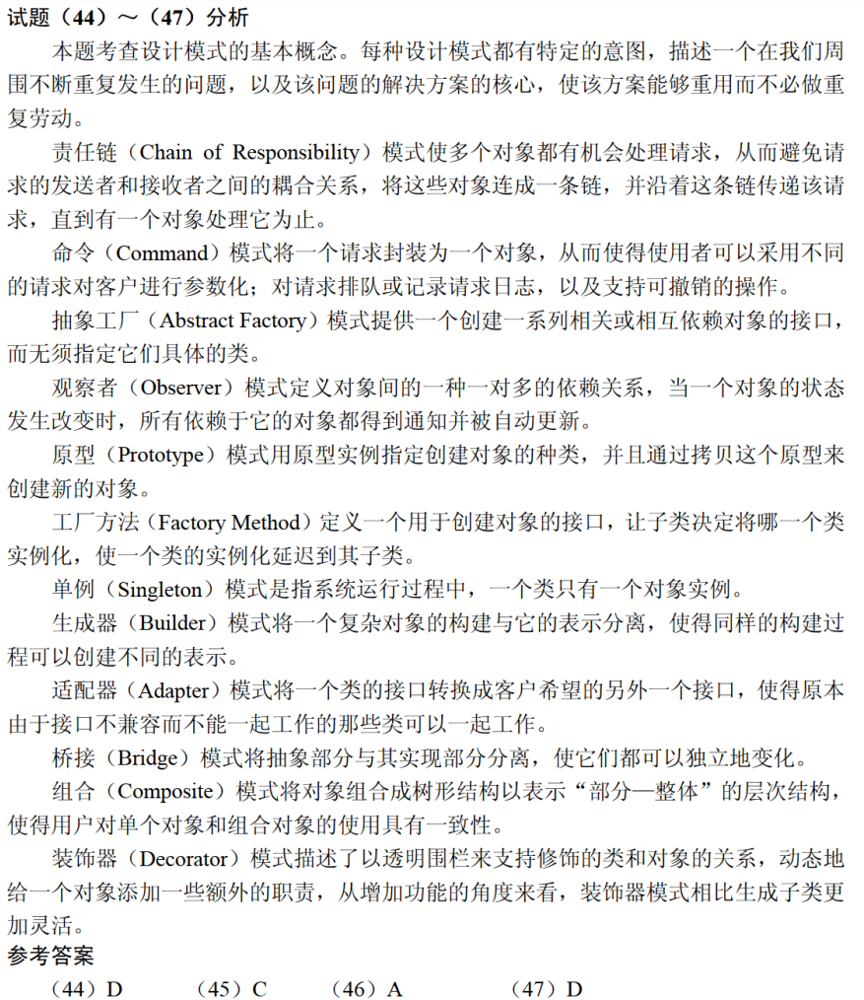 试题（44）～（47）分析
本题考查设计模式的基本概念。每种设计模式都有特定的意图，描述一个在我们周
围不断重复发生的问题，以及该问题的解决方案的核心，使该方案能够重用而不必做重
复劳动。
责任链（Chain of Responsibility）模式使多个对象都有机会处理请求，从而避免请
求的发送者和接收者之间的耦合关系，将这些对象连成一条链，并沿着这条链传递该请
求，直到有一个对象处理它为止。
命令（Command）模式将一个请求封装为一个对象，从而使得使用者可以采用不同
的请求对客户进行参数化；对请求排队或记录请求日志，以及支持可撤销的操作。
抽象工厂（Abstract Factory）模式提供一个创建一系列相关或相互依赖对象的接口，
而无须指定它们具体的类。
观察者（Observer）模式定义对象间的一种一对多的依赖关系，当一个对象的状态
发生改变时，所有依赖于它的对象都得到通知并被自动更新。
原型（Prototype）模式用原型实例指定创建对象的种类，并且通过拷贝这个原型来
创建新的对象。
工厂方法（Factory Method）定义一个用于创建对象的接口，让子类决定将哪一个类
实例化，使一个类的实例化延迟到其子类。
单例（Singleton）模式是指系统运行过程中，一个类只有一个对象实例。
生成器（Builder）模式将一个复杂对象的构建与它的表示分离，使得同样的构建过
程可以创建不同的表示。
适配器（Adapter）模式将一个类的接口转换成客户希望的另外一个接口，使得原本
由于接口不兼容而不能一起工作的那些类可以一起工作。
桥接（Bridge）模式将抽象部分与其实现部分分离，使它们都可以独立地变化。
组合（Composite）模式将对象组合成树形结构以表示“部分—整体”的层次结构，
使得用户对单个对象和组合对象的使用具有一致性。
装饰器（Decorator）模式描述了以透明围栏来支持修饰的类和对象的关系，动态地
给一个对象添加一些额外的职责，从增加功能的角度来看，装饰器模式相比生成子类更
加灵活。
参考答案
（44）D （45）C （46）A （47）D